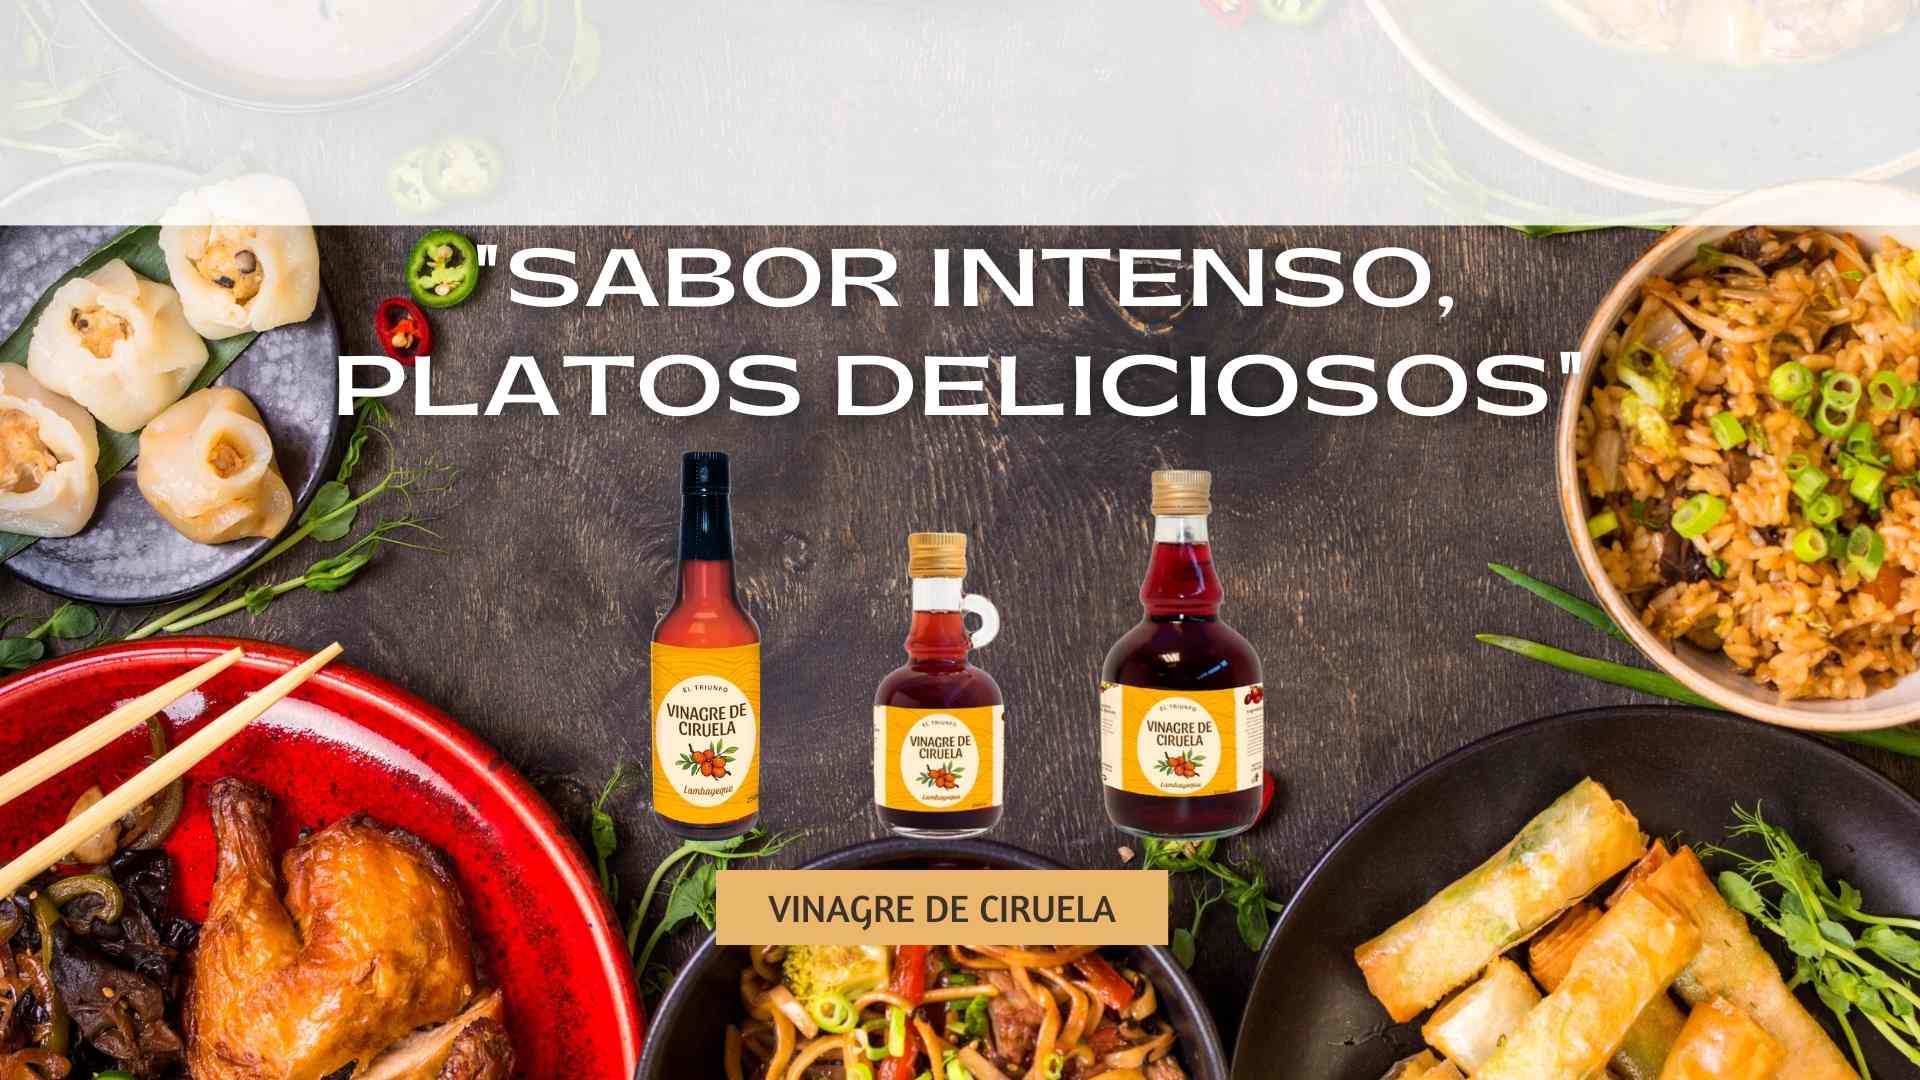 "SABOR INTENSO,
PLATOS DELICIOSOS"
EL TRIUNFO
VINAGRE DE
CIRUELA
Lambayeque
EL TRIUNFO
VINAGRE DE
CIRUELA
Lambayeque
EL TRIUNFO
VINAGRE DE
CIRUELA
Lambayeque
VINAGRE DE CIRUELA